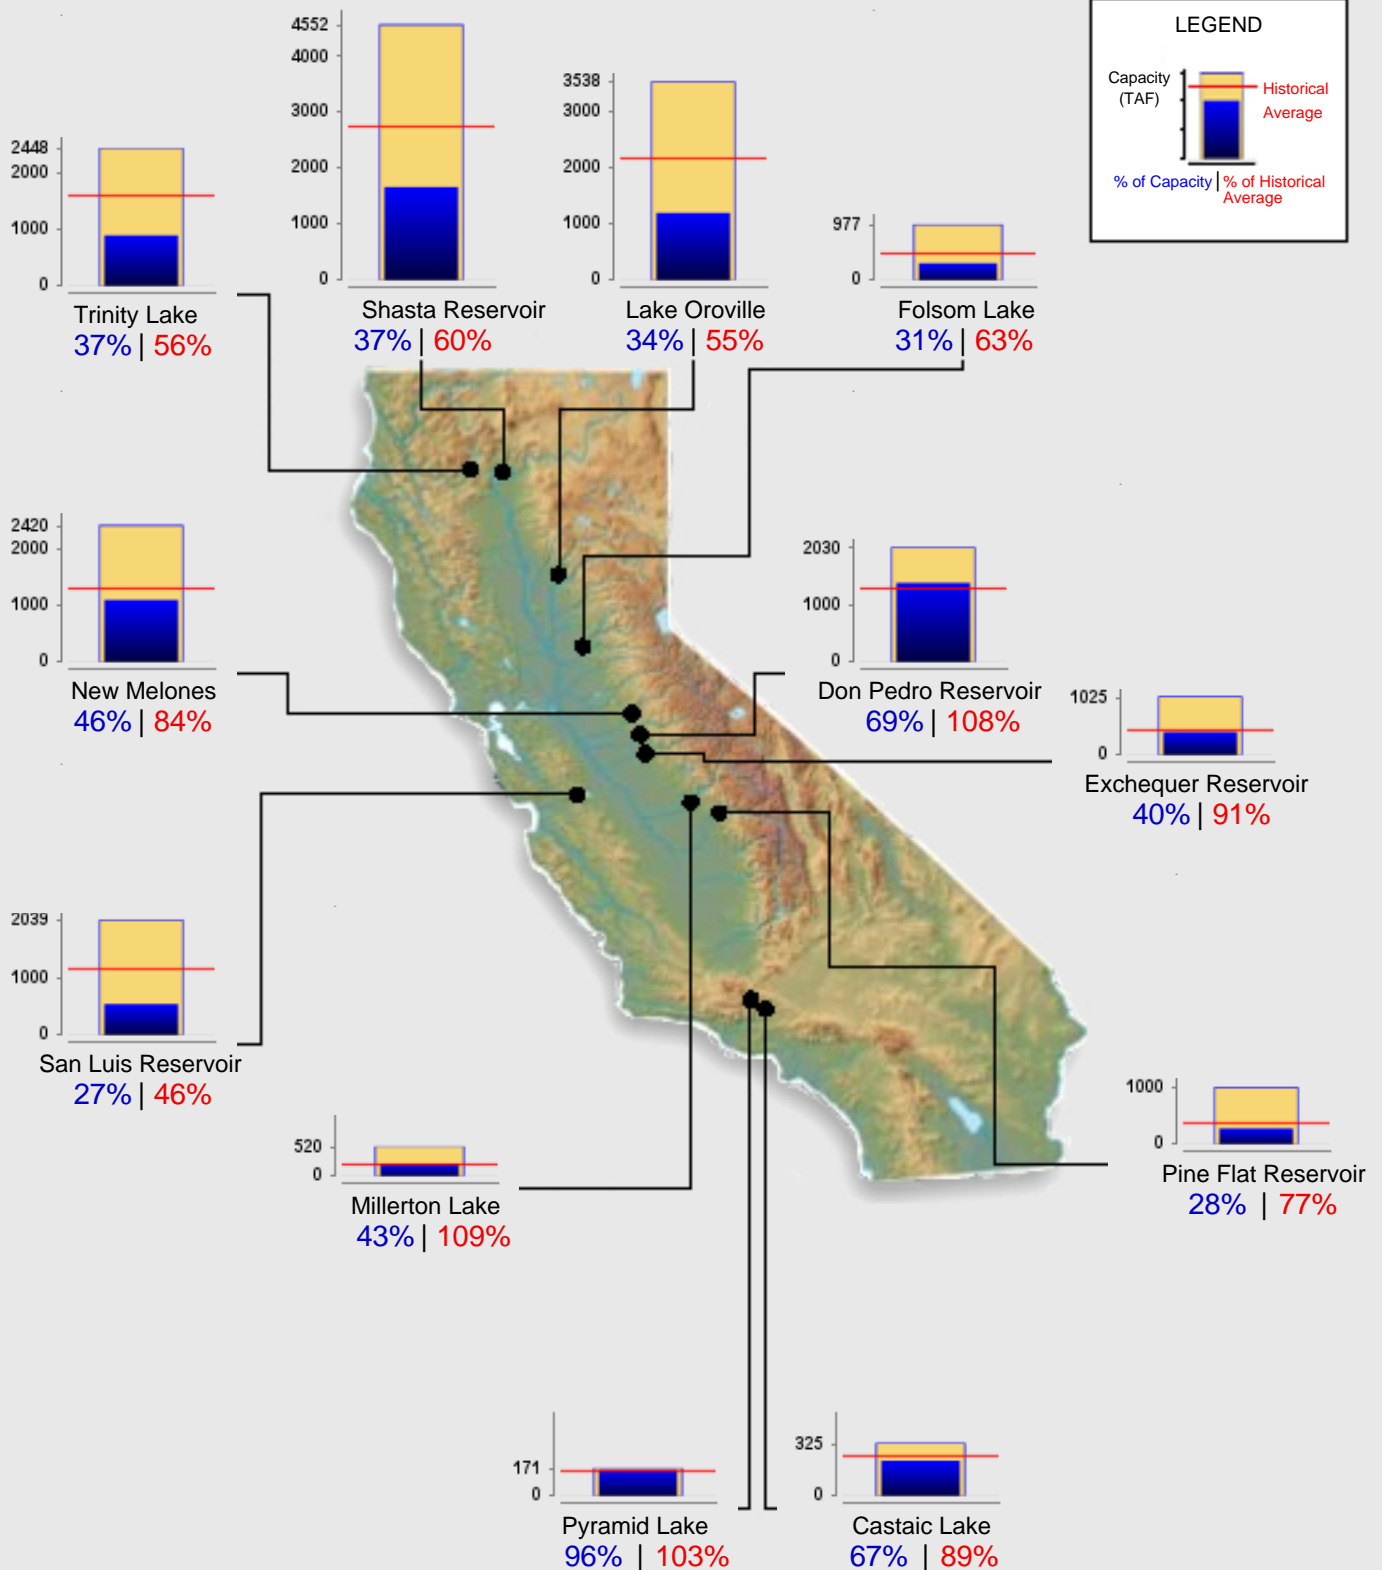 LEGEND
Capacity
(TAF)
Historical
Average
% of Capacity | % of Historical
Average
4552
4000
3000
2000
1000
0
Shasta Reservoir
37% | 60%
3538
3000
2000
1000
0
Lake Oroville
34% | 55%
2448
2000
1000
0
Trinity Lake
37% | 56%
977
0
Folsom Lake
31% | 63%
2420
2000
1000
0
New Melones
46% | 84%
2030
1000
0
Don Pedro Reservoir
69% | 108%
1025
0
Exchequer Reservoir
40% | 91%
2039
1000
0
San Luis Reservoir
27% | 46%
520
0
Millerton Lake
43% | 109%
1000
0
Pine Flat Reservoir
28% | 77%
171
0
Pyramid Lake
96% | 103%
325
0
Castaic Lake
67% | 89%